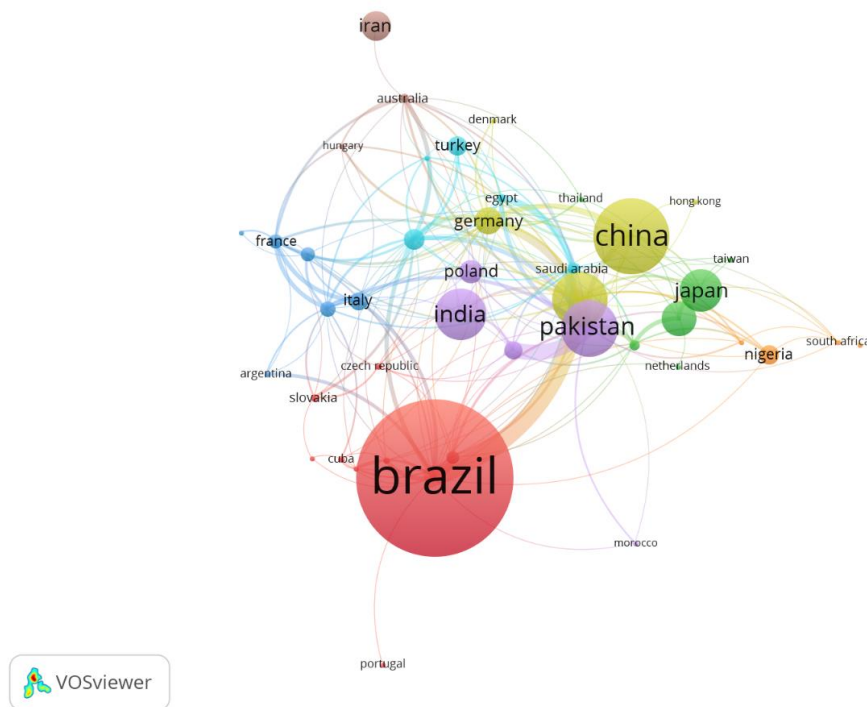 iran
australia
denmark
hungary
turkey
egypt
thailand
hong kong
germany
china
france
taiwan
saudi arabia
poland
japan
italy
india
pakistan
south africa
nigeria
czech republic
netherlands
argentina
slovakia
cuba
brazil
morocco
portugal
VOSviewer